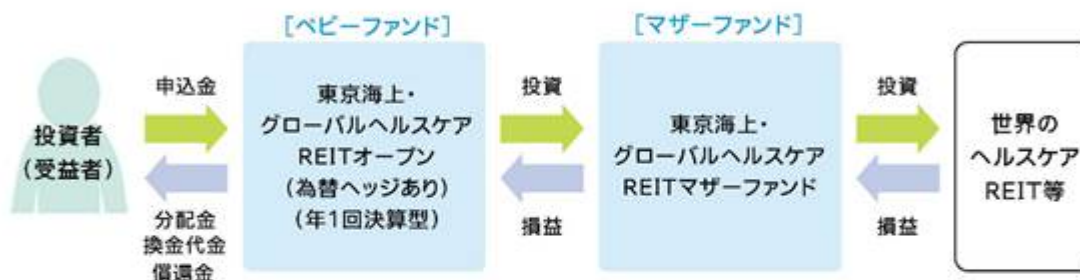 [ベビーファンド]
[マザーファンド]
投資者
(受益者)
申込金
分配金
換金代金
償還金
東京海上・
グローバルヘルスケア
REITオープン
(為替ヘッジあり)
(年1回決算型)
投資
損益
東京海上・
グローバルヘルスケア
REITマザーファンド
投資
損益
世界の
ヘルスケア
REIT等